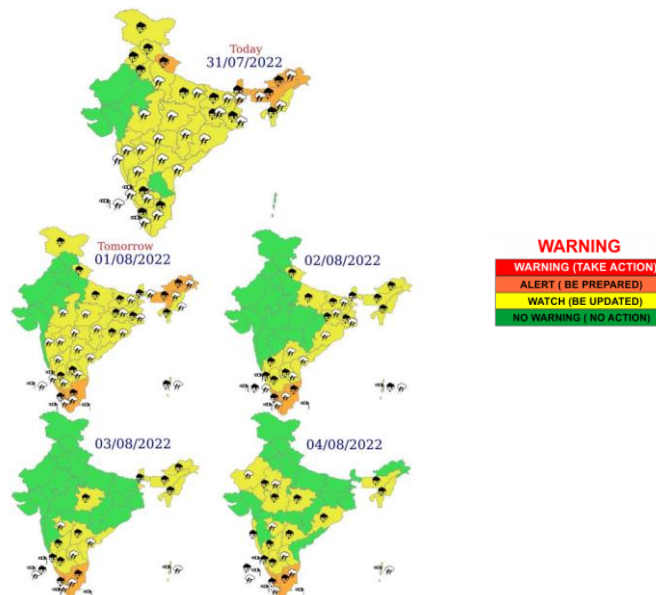 Today
31/07/2022
Tomorrow
01/08/2022
02/08/2022
03/08/2022
04/08/2022
WARNING
WARNING (TAKE ACTION)
ALERT ( BE PREPARED)
WATCH (BE UPDATED)
NO WARNING ( NO ACTION)